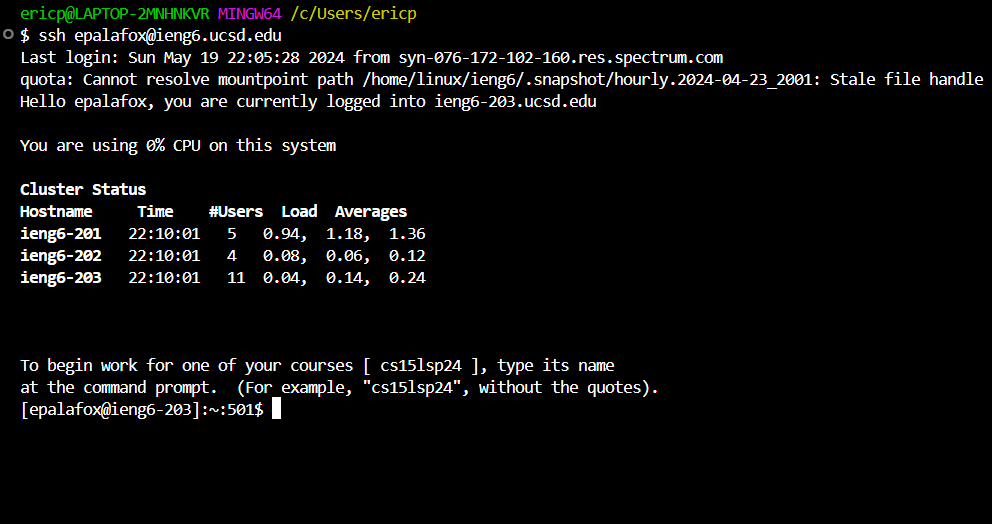 ericp@LAPTOP-2MNHNKVR MINGW64 /c/Users/ericp
$ ssh epalafox@ieng6.ucsd.edu
Last login: Sun May 19 22:05:28 2024 from syn-076-172-102-160.res.spectrum.com
quota: Cannot resolve mountpoint path /home/linux/ieng6/.snapshot/hourly.2024-04-23_2001: Stale file handle
Hello epalafox, you are currently logged into ieng6-203.ucsd.edu
You are using 0% CPU on this system
Cluster Status
Hostname     Time    #Users  Load  Averages
ieng6-201   22:10:01   5   0.94,  1.18,  1.36
ieng6-202   22:10:01   4   0.08,  0.06,  0.12
ieng6-203   22:10:01   11  0.04,  0.14,  0.24
To begin work for one of your courses [ cs15lsp24 ], type its name
at the command prompt.  (For example, "cs15lsp24", without the quotes).
[epalafox@ieng6-203]:~:501$